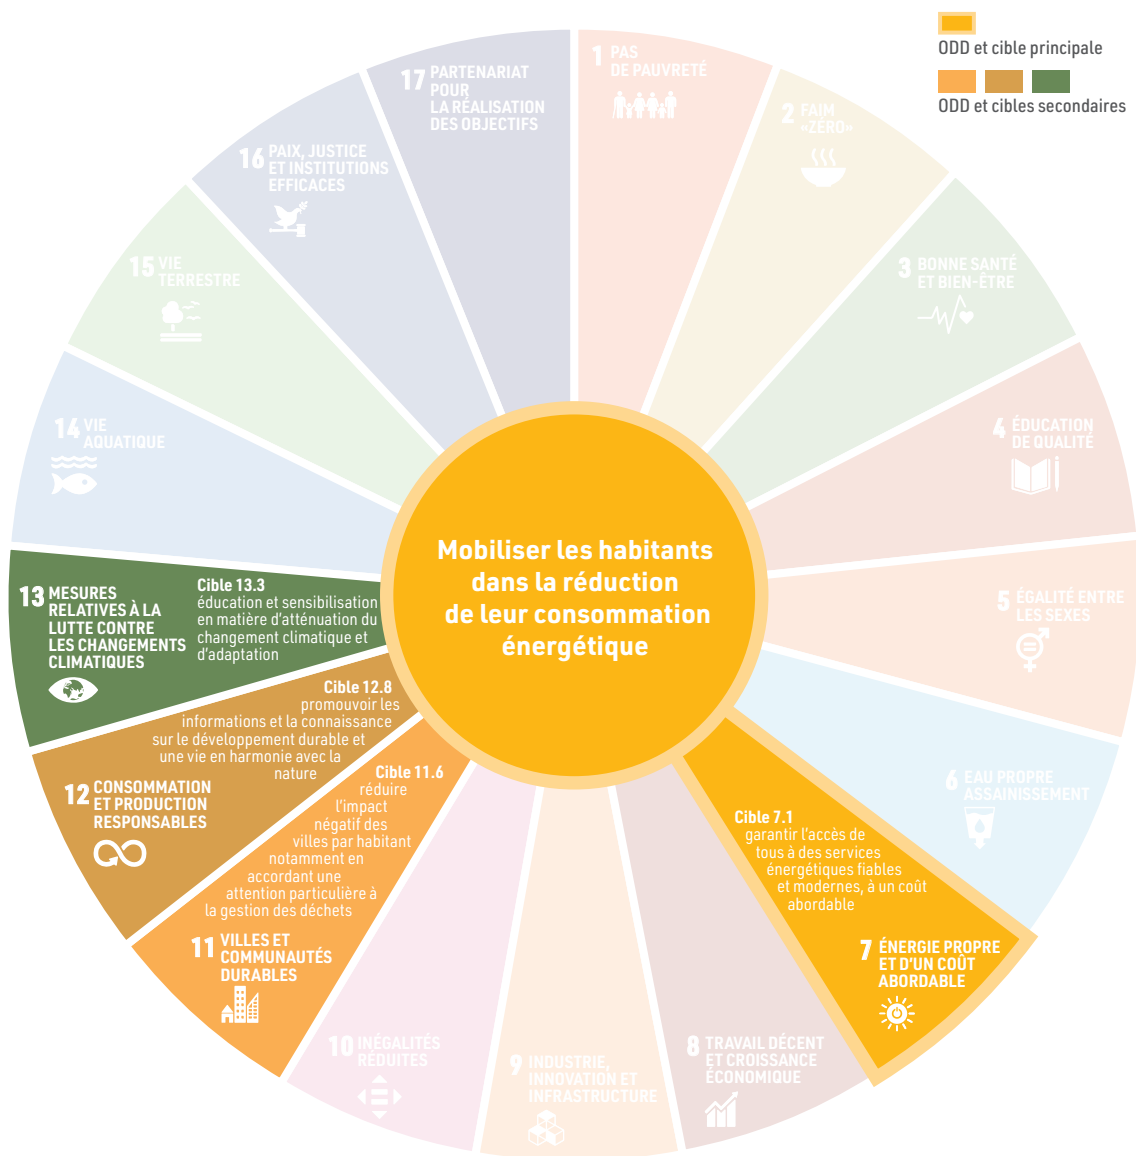 ODD et cible principale
ODD et cibles secondaires
1 PAS
DE PAUVRETÉ
2 FAIM
«ZÉRO»
3 BONNE SANTÉ
ET BIEN-ÊTRE
4 ÉDUCATION
DE QUALITÉ
5 ÉGALITÉ ENTRE
LES SEXES
6 EAU PROPRE
ASSAINISSEMENT
Cible 7.1
garantir l'accès de
tous à des services
énergétiques fiables
et modernes, à un coût
abordable
7 ÉNERGIE PROPRE
ET D'UN COÛT
ABORDABLE
8 TRAVAIL DÉCENT
ET CROISSANCE
ÉCONOMIQUE
9 INDUSTRIE,
INNOVATION ET
INFRASTRUCTURE
10 INÉGALITÉS
RÉDUITES
Cible 11.6
réduire
l'impact
négatif des
villes par habitant
notamment en
accordant une
attention particulière à
la gestion des déchets
11 VILLES ET
COMMUNAUTÉS
DURABLES
Cible 12.8
promouvoir les
informations et la connaissance
sur le développement durable et
une vie en harmonie avec la
nature
12 CONSOMMATION
ET PRODUCTION
RESPONSABLES
13 MESURES
RELATIVES À LA
LUTTE CONTRE
LES CHANGEMENTS
CLIMATIQUES
Cible 13.3
éducation et sensibilisation
en matière d'atténuation du
changement climatique et
d'adaptation
14 VIE
AQUATIQUE
15 VIE
TERRESTRE
16 PAIX, JUSTICE
ET INSTITUTIONS
EFFICACES
17 PARTENARIAT
POUR
LA RÉALISATION
DES OBJECTIFS
Mobiliser les habitants
dans la réduction
de leur consommation
énergétique